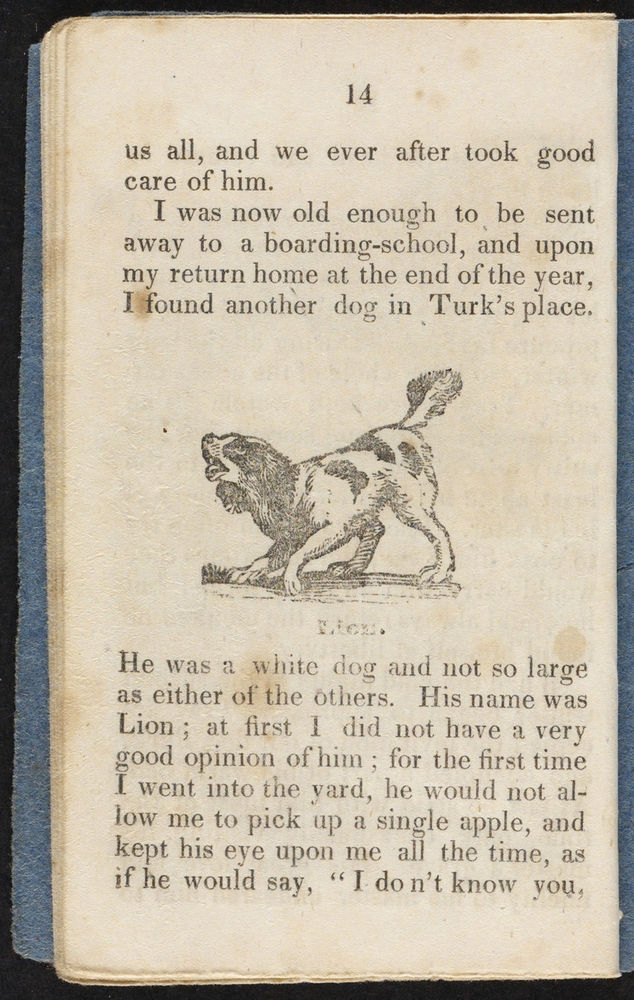 14
us all, and we ever after took good
care of him.
I was now old enough to be sent
away to a boarding-school, and upon
my return home at the end of the year,
I found another dog in Turk's place.
Lion.
He was a white dog and not so large
as either of the others. His name was
Lion ; at first I did not have a very
good opinion of him ; for the first time
I went into the yard, he would not al-
low me to pick up a single apple, and
kept his eye upon me all the time, as
if he would say, “ I do n't know you,